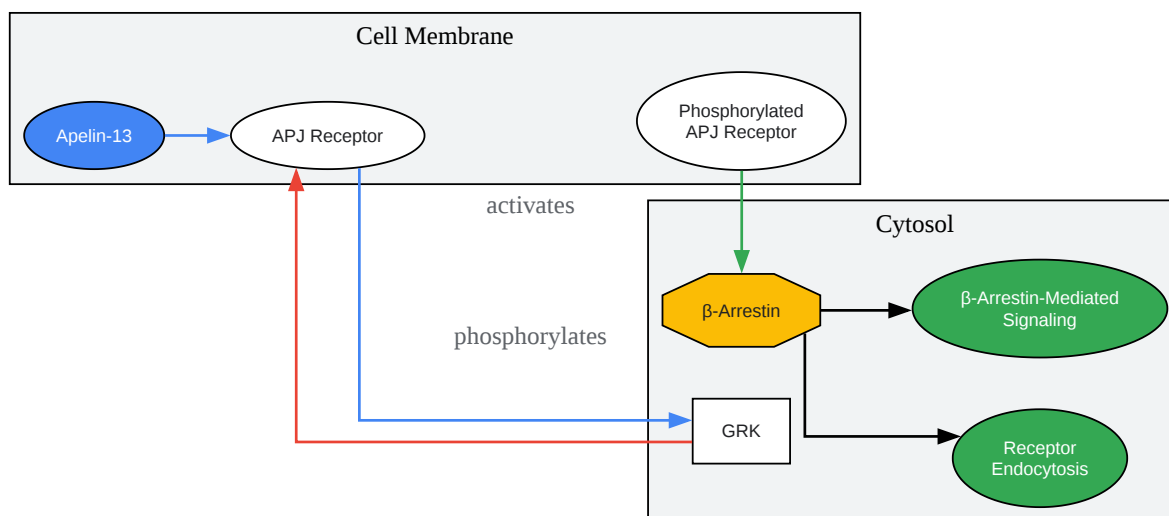 Cell Membrane
Apelin-13
APJ Receptor
Phosphorylated
APJ Receptor
activates
Cytosol
β-Arrestin
β-Arrestin-Mediated
Signaling
phosphorylates
GRK
Receptor
Endocytosis